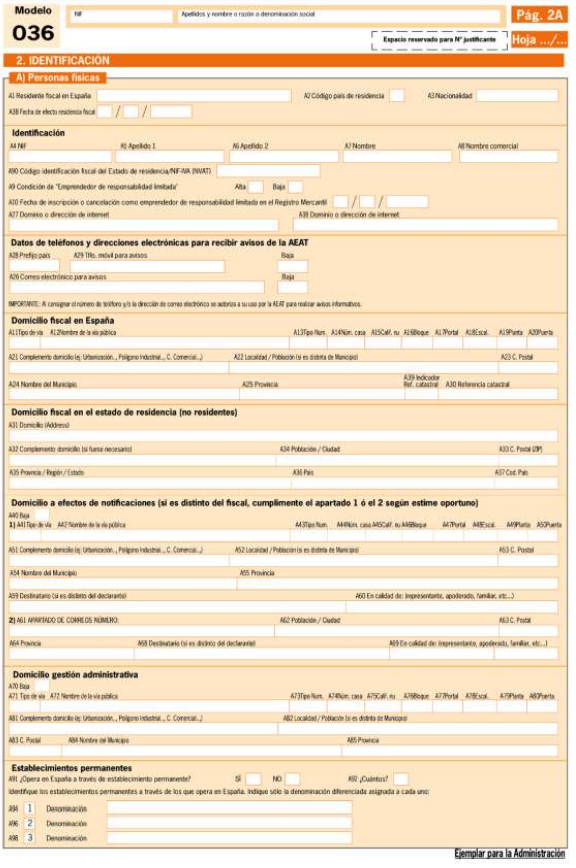 Modelo
036
NIF
Apellidos y nombre o razón o denominación social
Pág. 2A
Espacio reservado para Nº justificante
Hoja .../...
2. IDENTIFICACIÓN
A) Personas físicas
A1 Residente fiscal en España
A2 Código país de residencia
A3 Nacionalidad
A3B Fecha de efecto residencia fiscal / /
Identificación
A4 NIF A5 Apellido 1 A6 Apellido 2 A7 Nombre A8 Nombre comercial
A90 Código identificación fiscal del Estado de residencia/NIF-IVA (NVAT)
A9 Condición de "Emprendedor de responsabilidad limitada" Alta Baja
A10 Fecha de inscripción o cancelación como emprendedor de responsabilidad limitada en el Registro Mercantil / /
A27 Dominio o dirección de internet A38 Dominio o dirección de internet
Datos de teléfonos y direcciones electrónicas para recibir avisos de la AEAT
A28 Prefijo país A29 Tlfo. móvil para avisos Baja
A26 Correo electrónico para avisos Baja
IMPORTANTE: Al consignar el número de teléfono y/o la dirección de correo electrónico se autoriza a su uso por la AEAT para realizar avisos informativos.
Domicilio fiscal en España
A11Tipo de vía A12Nombre de la vía pública A13Tipo Num. A14Núm. casa A15Calif. nu A16Bloque A17Portal A18Escal. A19Planta A20Puerta
A21 Complemento domicilio (ej: Urbanización.., Polígono Industrial.., C. Comercial...) A22 Localidad / Población (si es distinta de Municipio) A23 C. Postal
A24 Nombre del Municipio A25 Provincia A39 Indicador Ref. catastral A30 Referencia catastral
Domicilio fiscal en el estado de residencia (no residentes)
A31 Domicilio (Address)
A32 Complemento domicilio (si fuese necesario) A34 Población / Ciudad A33 C. Postal (ZIP)
A35 Provincia / Región / Estado A36 País A37 Cod. País
Domicilio a efectos de notificaciones (si es distinto del fiscal, cumplimente el apartado 1 ó el 2 según estime oportuno)
A40 Baja
1) A41Tipo de vía A42 Nombre de la vía pública A43Tipo Num. A44Núm. casa A45Calif. nu A46Bloque A47Portal A48Escal. A49Planta A50Puerta
A51 Complemento domicilio (ej: Urbanización.., Polígono Industrial.., C. Comercial...) A52 Localidad / Población (si es distinta de Municipio) A53 C. Postal
A54 Nombre del Municipio A55 Provincia
A59 Destinatario (si es distinto del declarante) A60 En calidad de: (representante, apoderado, familiar, etc...)
2) A61 APARTADO DE CORREOS NÚMERO: A62 Población / Ciudad A63 C. Postal
A64 Provincia A68 Destinatario (si es distinto del declarante) A69 En calidad de: (representante, apoderado, familiar, etc...)
Domicilio gestión administrativa
A70 Baja
A71 Tipo de vía A72 Nombre de la vía pública A73Tipo Num. A74Núm. casa A75Calif. nu A76Bloque A77Portal A78Escal. A79Planta A80Puerta
A81 Complemento domicilio (ej: Urbanización.., Polígono Industrial.., C. Comercial...) A82 Localidad / Población (si es distinta de Municipio)
A83 C. Postal A84 Nombre del Municipio A85 Provincia
Establecimientos permanentes
A91 ¿Opera en España a través de establecimiento permanente? SÍ NO A92 ¿Cuántos?
Identifique los establecimientos permanentes a través de los que opera en España. Indique sólo la denominación diferenciada asignada a cada uno:
A94 1 Denominación
A96 2 Denominación
A98 3 Denominación
Ejemplar para la Administración